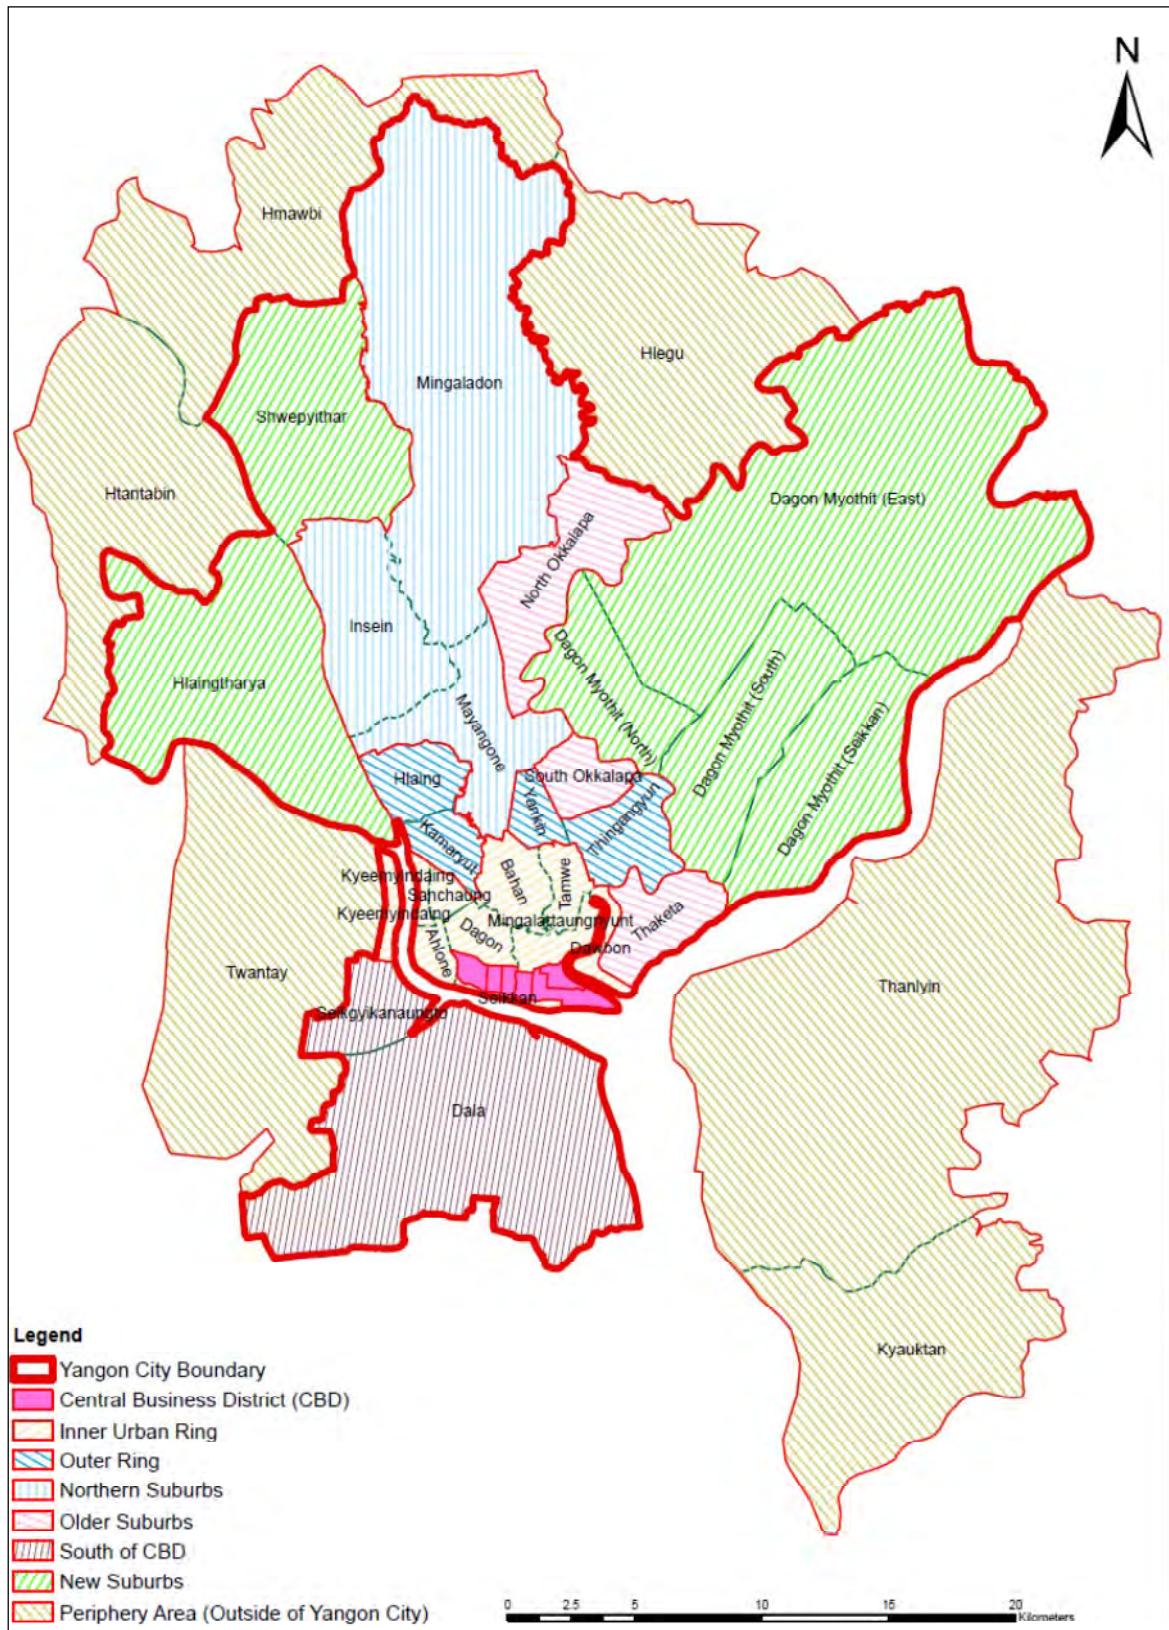 N
Hmawbi
Hlegu
Mingaladon
Shwepyithar
Htantabin
Dagon Myothit (East)
North Okkalapa
Insein
Hlaingtharya
Dagon Myothit (North)
Dagon Myothit (South)
Dagon Myothit (Seikkan)
Mayangone
Hlaing
South Okkalapa
Yankin
Thingangyun
Kamaryut
Bahan
Tamwe
Kyeemyindaing
Sanchaung
Kyeemyindaing
Mingalartaungnyunt
Thaketa
Dagon
Ahlone
Dawbon
Twantay
Thanlyin
Seikkan
Seikgyikanaungto
Dala
Kyauktan
Legend
Yangon City Boundary
Central Business District (CBD)
Inner Urban Ring
Outer Ring
Northern Suburbs
Older Suburbs
South of CBD
New Suburbs
Periphery Area (Outside of Yangon City)
0 2.5 5 10 15 20
Kilometers